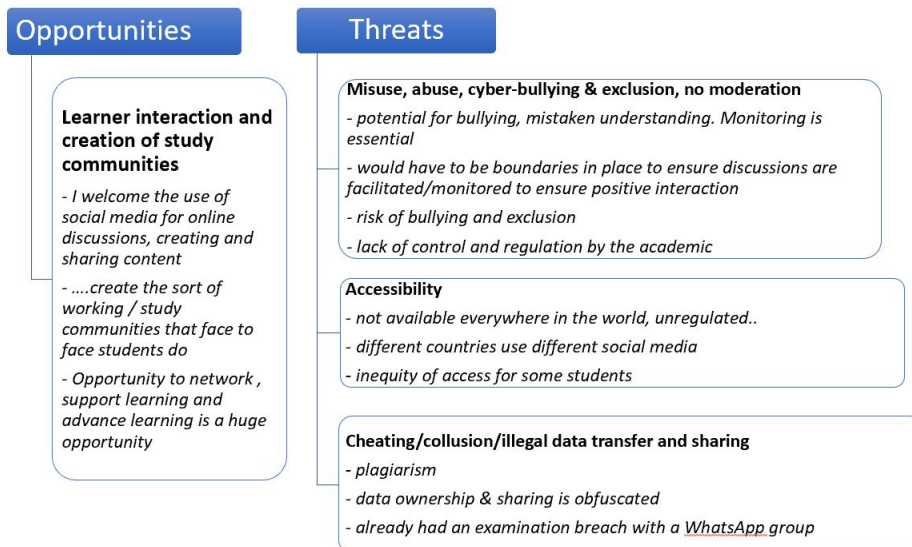 Opportunities
Learner interaction and
creation of study
communities
- I welcome the use of
social media for online
discussions, creating and
sharing content
- ....create the sort of
working / study
communities that face to
face students do
- Opportunity to network ,
support learning and
advance learning is a huge
opportunity
Threats
Misuse, abuse, cyber-bullying & exclusion, no moderation
- potential for bullying, mistaken understanding. Monitoring is
essential
- would have to be boundaries in place to ensure discussions are
facilitated/monitored to ensure positive interaction
- risk of bullying and exclusion
- lack of control and regulation by the academic
Accessibility
- not available everywhere in the world, unregulated..
- different countries use different social media
- inequity of access for some students
Cheating/collusion/illegal data transfer and sharing
- plagiarism
- data ownership & sharing is obfuscated
- already had an examination breach with a WhatsApp group